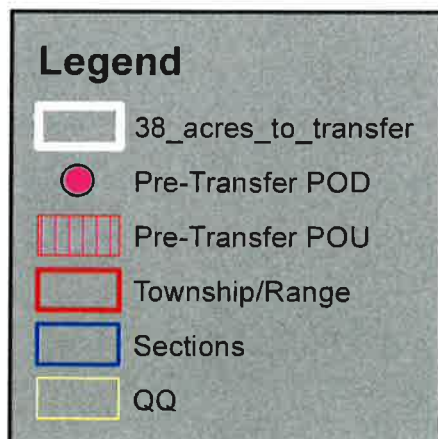 Legend
38_acres_to_transfer
Pre-Transfer POD
Pre-Transfer POU
Township/Range
Sections
QQ